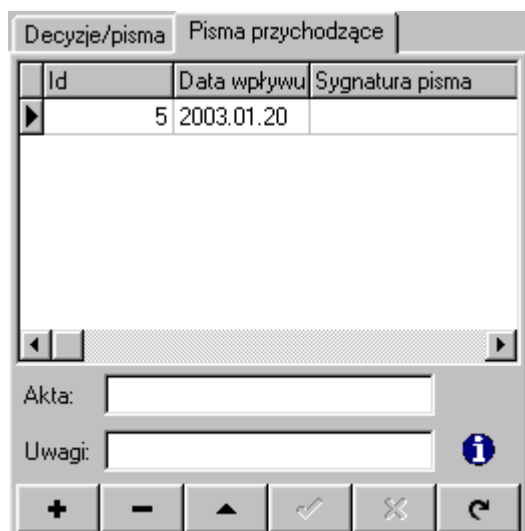 Decyzje/pisma Pisma przychodzące
Id Data wpływu Sygnatura pisma
5 2003.01.20
Akta:
Uwagi: